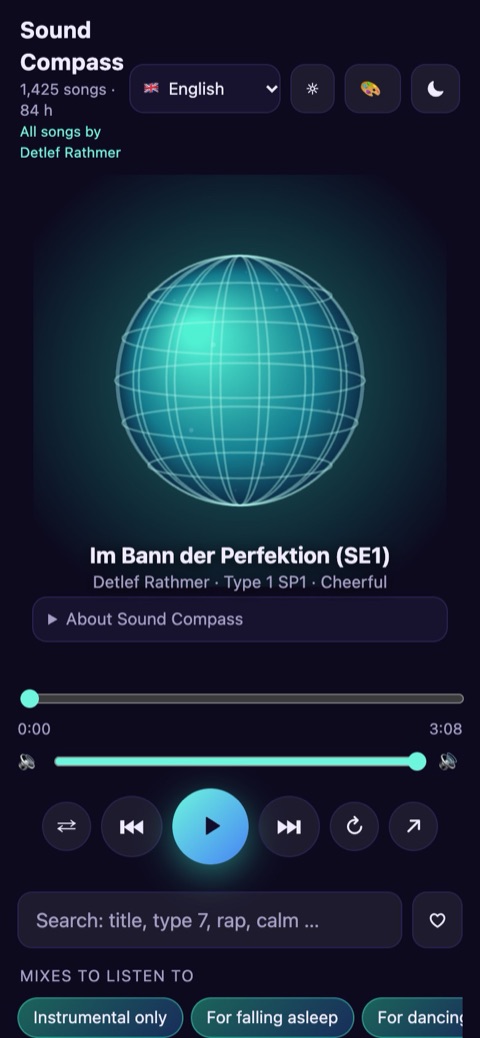 Sound
Compass
1,425 songs ·
84 h
All songs by
Detlef Rathmer
English
Im Bann der Perfektion (SE1)
Detlef Rathmer · Type 1 SP1 · Cheerful
About Sound Compass
0:00
3:08
Search: title, type 7, rap, calm ...
MIXES TO LISTEN TO
Instrumental only
For falling asleep
For dancing